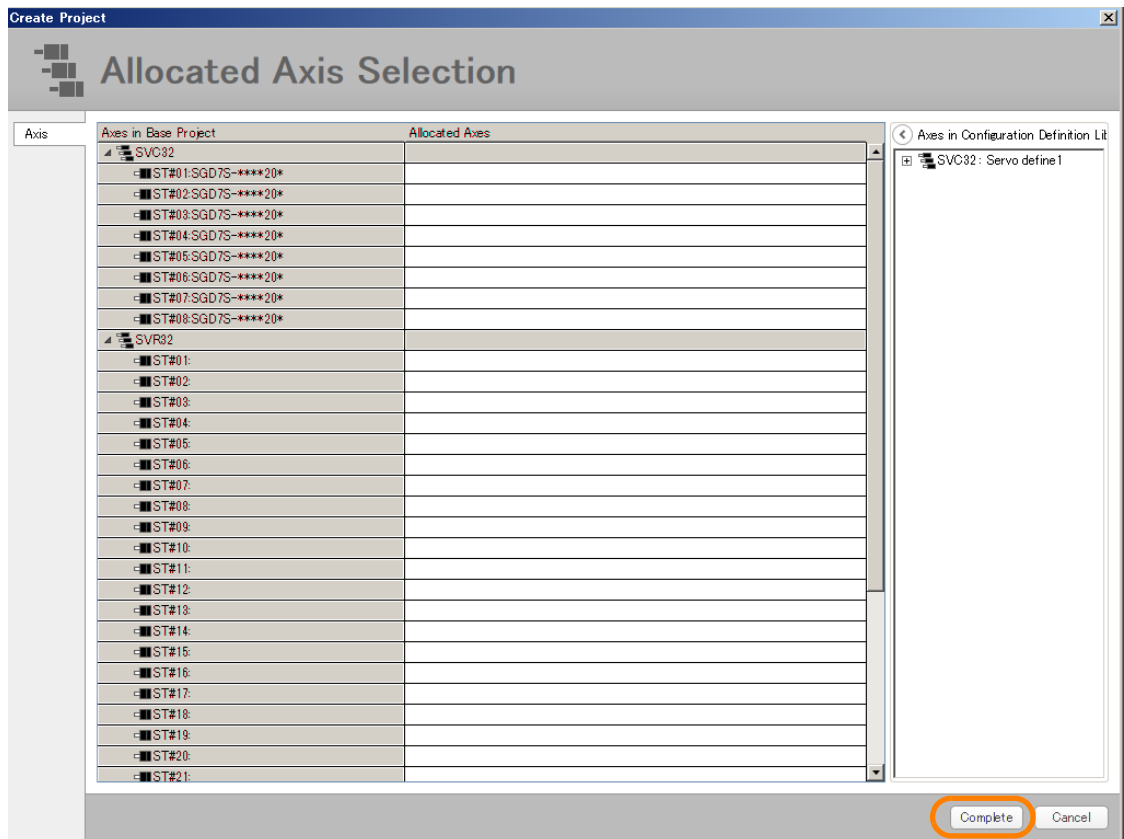 Create Project
Allocated Axis Selection
Axis
Axes in Base Project Allocated Axes
SVC32
ST#01:SGD7S-****20*
ST#02:SGD7S-****20*
ST#03:SGD7S-****20*
ST#04:SGD7S-****20*
ST#05:SGD7S-****20*
ST#06:SGD7S-****20*
ST#07:SGD7S-****20*
ST#08:SGD7S-****20*
SVR32
ST#01:
ST#02:
ST#03:
ST#04:
ST#05:
ST#06:
ST#07:
ST#08:
ST#09:
ST#10:
ST#11:
ST#12:
ST#13:
ST#14:
ST#15:
ST#16:
ST#17:
ST#18:
ST#19:
ST#20:
ST#21:
Axes in Configuration Definition Lib
SVC32 : Servo define1
Complete Cancel